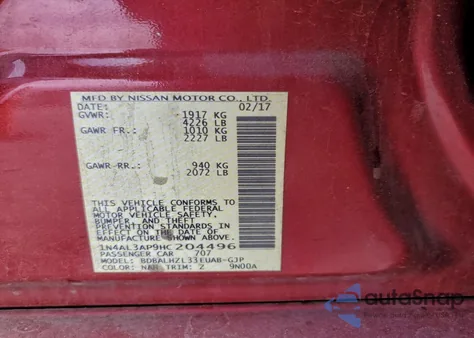 MFD BY NISSAN MOTOR CO., LTD.
DATE: 02/17
GVWR: 1917 KG
4226 LB
GAWR FR.: 1010 KG
2227 LB
GAWR RR.: 940 KG
2072 LB
THIS VEHICLE CONFORMS TO
ALL APPLICABLE FEDERAL
MOTOR VEHICLE SAFETY,
BUMPER, AND THEFT
PREVENTION STANDARDS IN
EFFECT ON THE DATE OF
MANUFACTURE SHOWN ABOVE.
1N4AL3AP9HC204496
PASSENGER CAR 707
MODEL: BDBALHZL33EUAB-GJP
COLOR: NAH TRIM: Z 9N00A
autoSnap